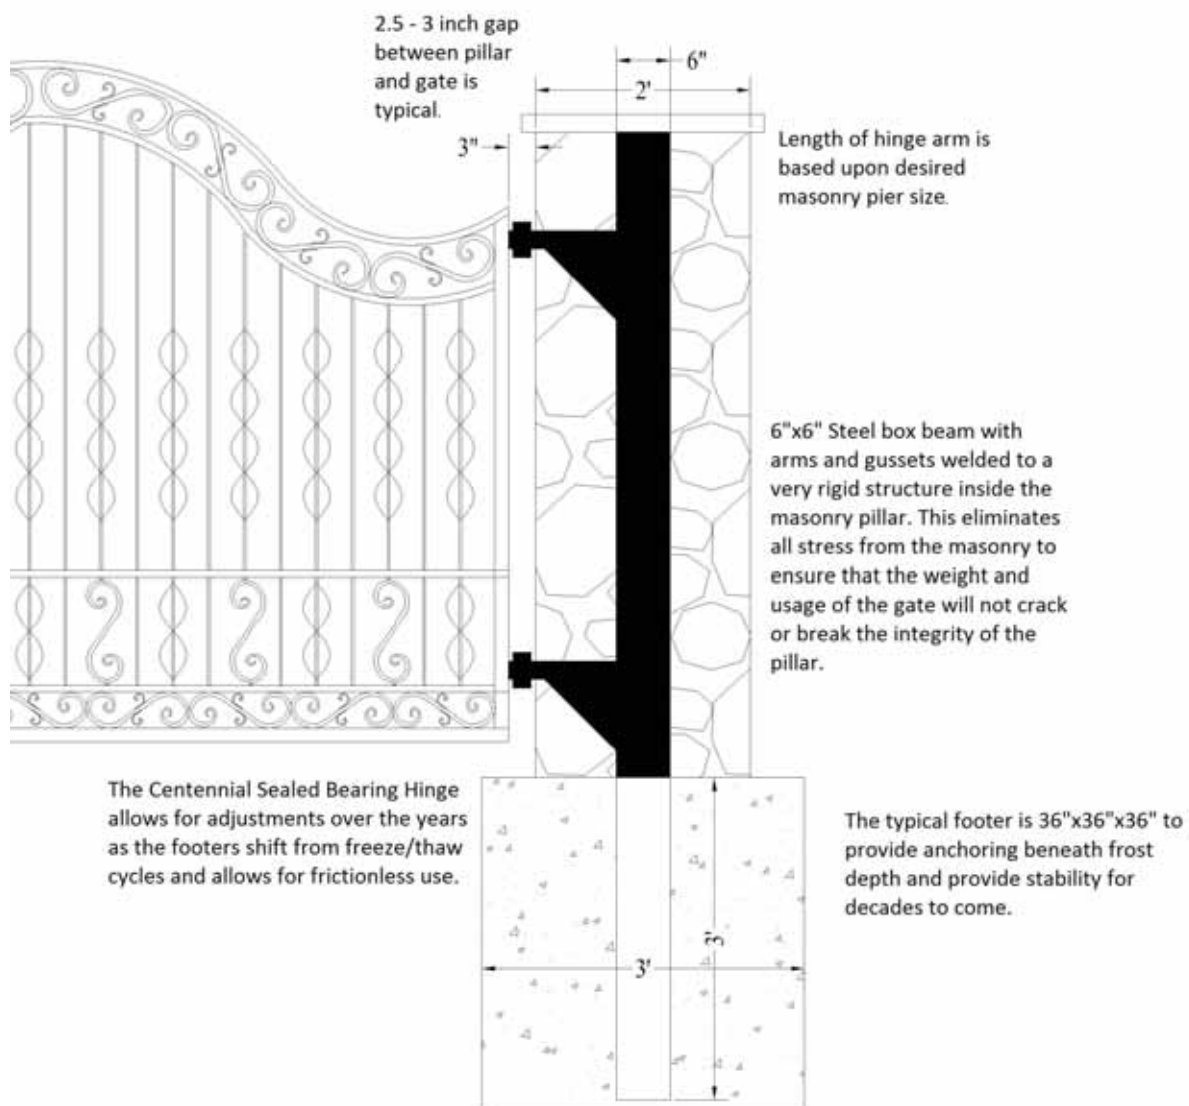 2.5 - 3 inch gap
between pillar
and gate is
typical.
6"
2'
3"
Length of hinge arm is
based upon desired
masonry pier size.
6"x6" Steel box beam with
arms and gussets welded to a
very rigid structure inside the
masonry pillar. This eliminates
all stress from the masonry to
ensure that the weight and
usage of the gate will not crack
or break the integrity of the
pillar.
The Centennial Sealed Bearing Hinge
allows for adjustments over the years
as the footers shift from freeze/thaw
cycles and allows for frictionless use.
The typical footer is 36"x36"x36" to
provide anchoring beneath frost
depth and provide stability for
decades to come.
3'
3'